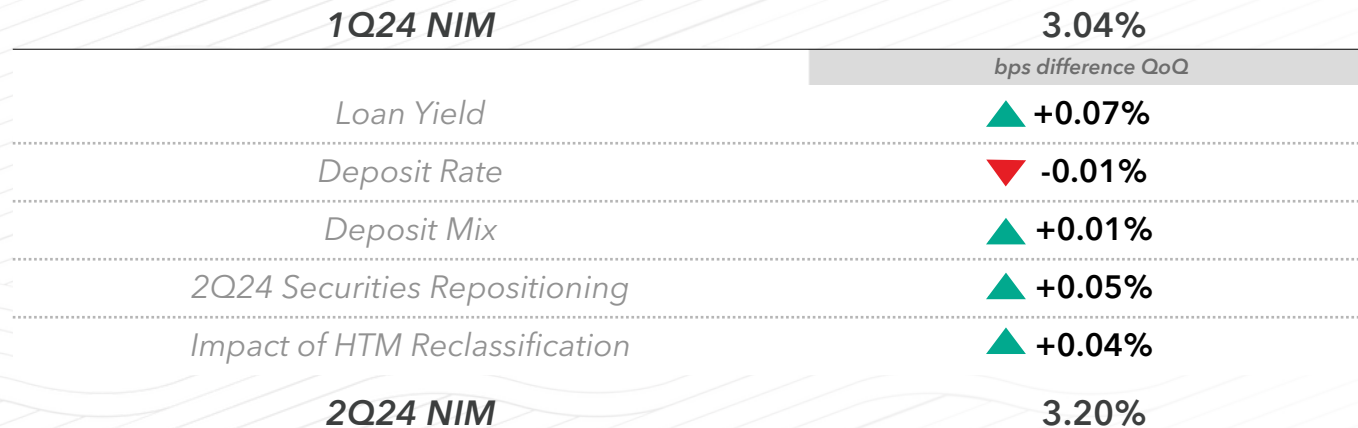 1Q24 NIM 3.04%
bps difference QoQ
Loan Yield +0.07%
Deposit Rate -0.01%
Deposit Mix +0.01%
2Q24 Securities Repositioning +0.05%
Impact of HTM Reclassification +0.04%
2Q24 NIM 3.20%